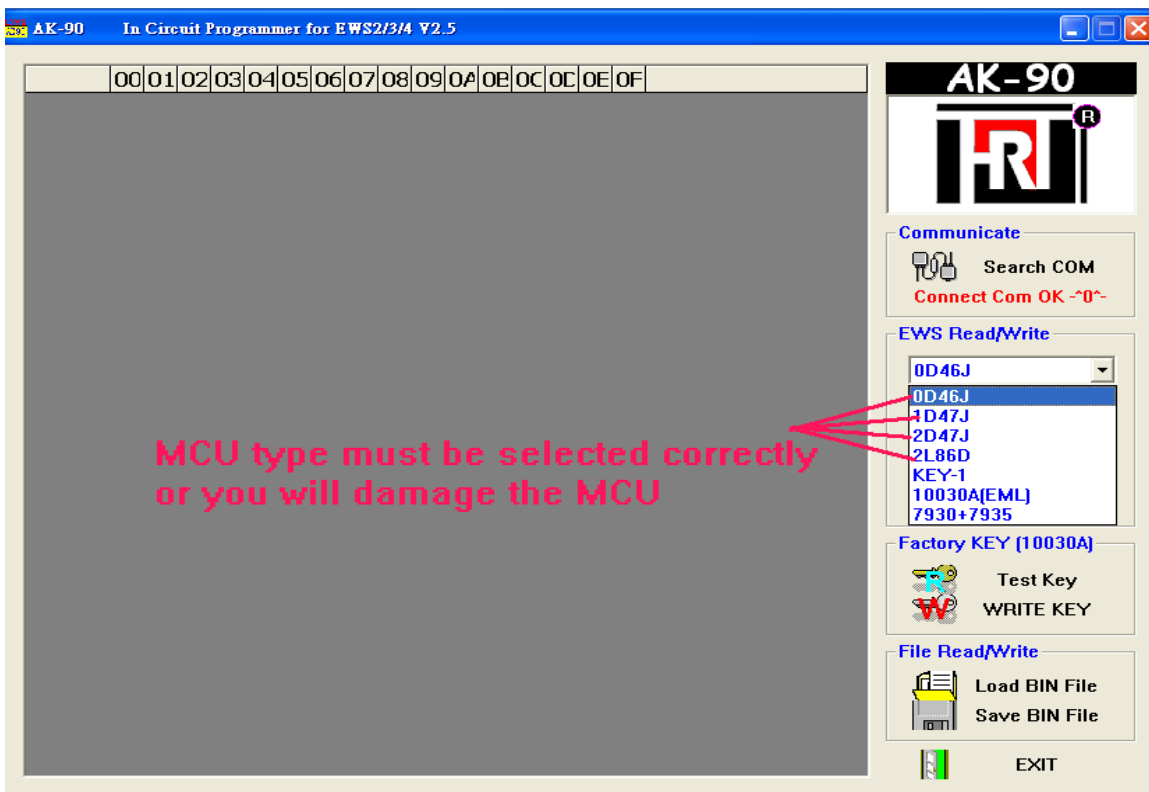 AK-90 In Circuit Programmer for EWS2/3/4 V2.5
00 01 02 03 04 05 06 07 08 09 0A 0B 0C 0D 0E 0F
AK-90
HRT
R
Communicate
Search COM
Connect Com OK -^0^-
EWS Read/Write
0D46J
0D46J
1D47J
2D47J
2L86D
KEY-1
10030A(EML)
7930+7935
MCU type must be selected correctly
or you will damage the MCU
Factory KEY (10030A)
R
Test Key
W
WRITE KEY
File Read/Write
Load BIN File
Save BIN File
EXIT